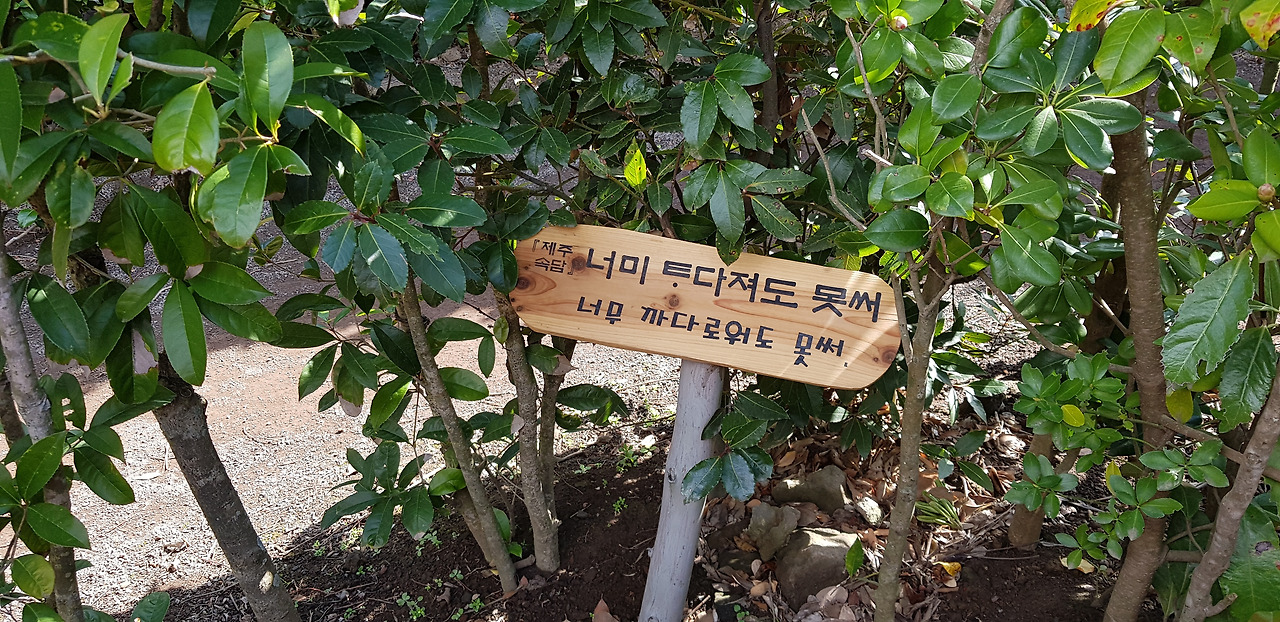 『제주
속담』
너미 ᄐᆞ다져도 못써
너무 까다로워도 못써.